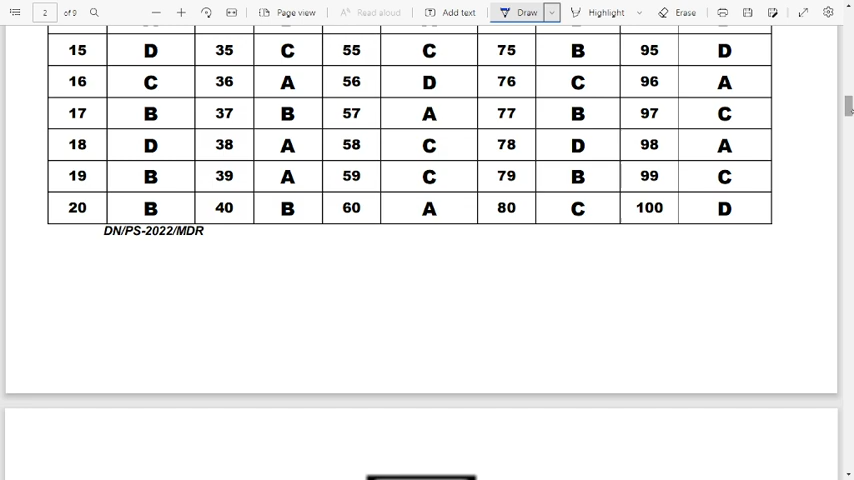 2 of 9 Page view Read aloud Add text Draw Highlight Erase
15 D 35 C 55 C 75 B 95 D
16 C 36 A 56 D 76 C 96 A
17 B 37 B 57 A 77 B 97 C
18 D 38 A 58 C 78 D 98 A
19 B 39 A 59 C 79 B 99 C
20 B 40 B 60 A 80 C 100 D
DN/PS-2022/MDR